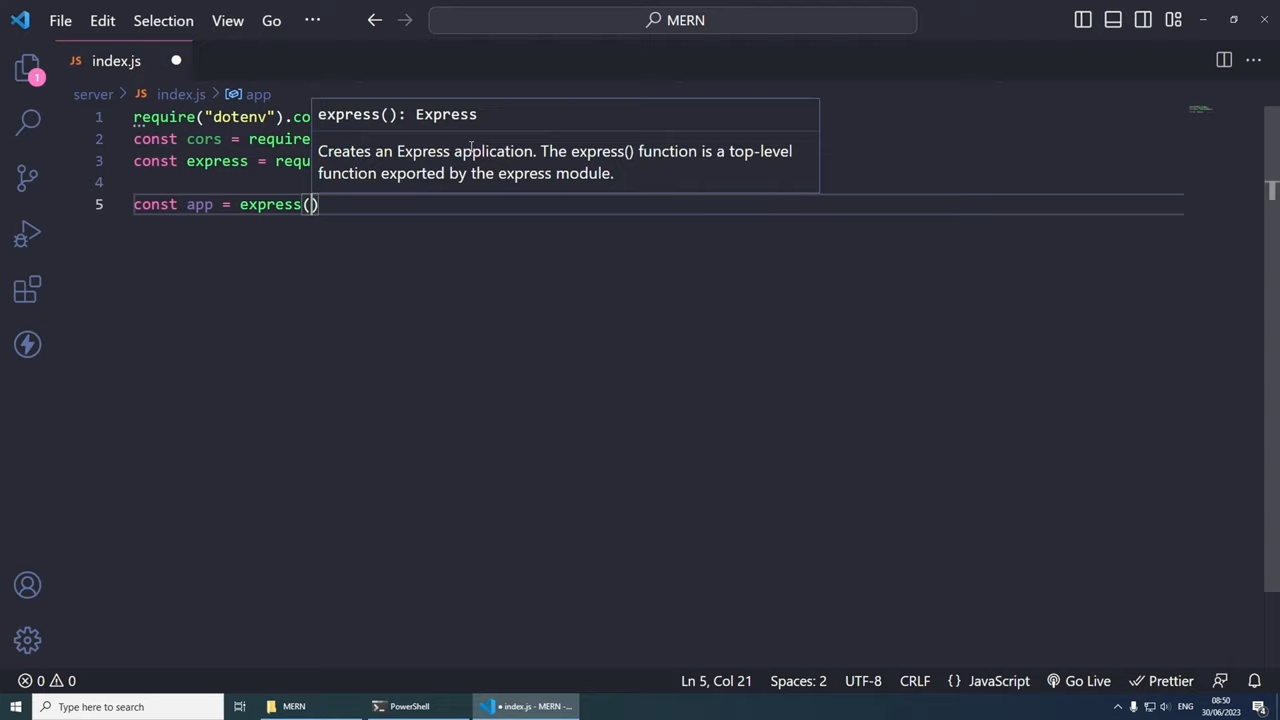 File Edit Selection View Go ··· MERN
JS index.js
1
server > JS index.js > app
express(): Express
Creates an Express application. The express() function is a top-level
function exported by the express module.
1 require("dotenv").co
2 const cors = require
3 const express = requ
4
5 const app = express()
0 0
Ln 5, Col 21 Spaces: 2 UTF-8 CRLF {} JavaScript Go Live Prettier
Type here to search MERN PowerShell • index.js - MERN -... ENG 08:50
30/06/2023
4